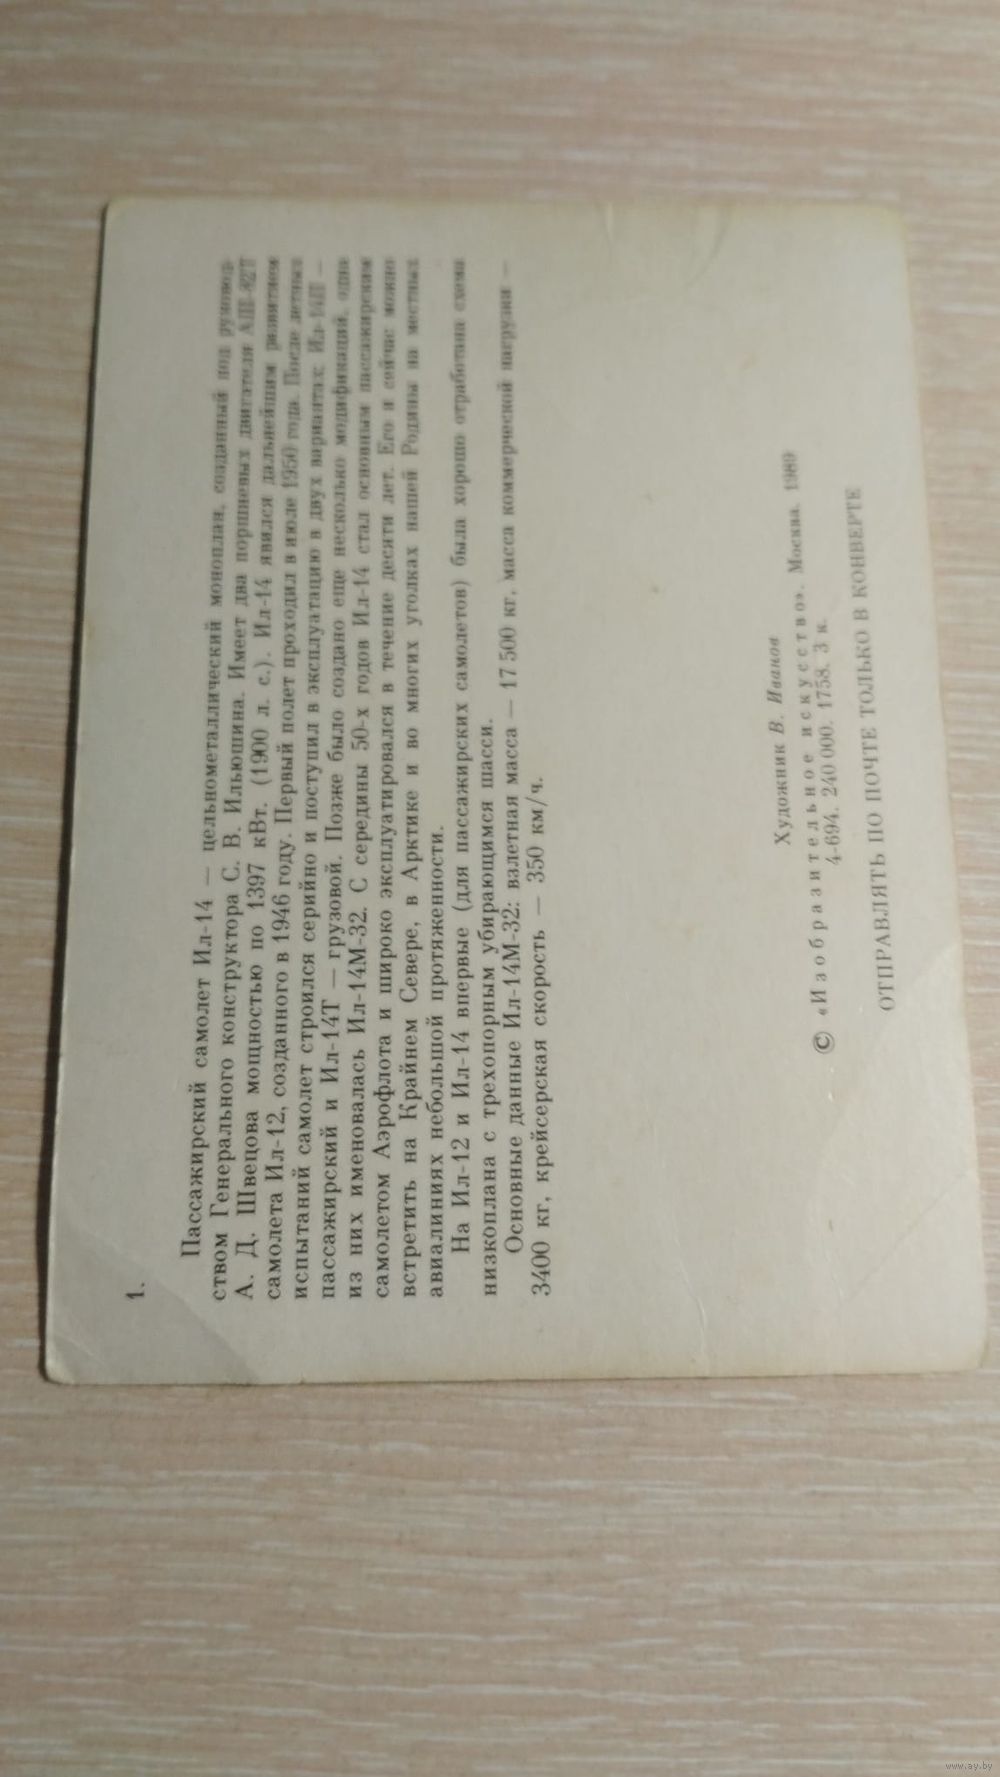 1.
Пассажирский самолет Ил-14 — цельнометаллический моноплан, созданный под руковод-
ством Генерального конструктора С. В. Ильюшина. Имеет два поршневых двигателя АШ-82Т
А. Д. Швецова мощностью по 1397 кВт. (1900 л. с.). Ил-14 явился дальнейшим развитием
самолета Ил-12, созданного в 1946 году. Первый полет проходил в июле 1950 года. После летных
испытаний самолет строился серийно и поступил в эксплуатацию в двух вариантах: Ил-14П —
пассажирский и Ил-14Т — грузовой. Позже было создано еще несколько модификаций, одна
из них именовалась Ил-14М-32. С середины 50-х годов Ил-14 стал основным пассажирским
самолетом Аэрофлота и широко эксплуатировался в течение десяти лет. Его и сейчас можно
встретить на Крайнем Севере, в Арктике и во многих уголках нашей Родины на местных
авиалиниях небольшой протяженности.
На Ил-12 и Ил-14 впервые (для пассажирских самолетов) была хорошо отработана схема
низкоплана с трехопорным убирающимся шасси.
Основные данные Ил-14М-32: взлетная масса — 17 500 кг, масса коммерческой нагрузки —
3400 кг, крейсерская скорость — 350 км/ч.
Художник В. Иванов
© «Изобразительное искусство». Москва. 1989
4-694. 240 000. 1758. 3 к.
ОТПРАВЛЯТЬ ПО ПОЧТЕ ТОЛЬКО В КОНВЕРТЕ
www.ay.by